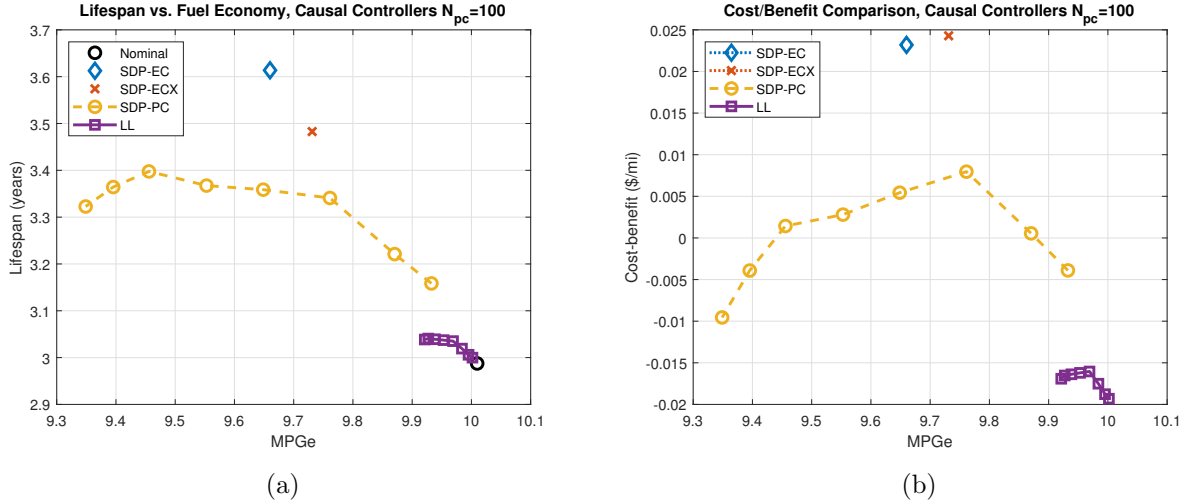 Lifespan vs. Fuel Economy, Causal Controllers N_pc=100
3.7
3.6
3.5
3.4
3.3
3.2
3.1
3
2.9
Lifespan (years)
Nominal
SDP-EC
SDP-ECX
SDP-PC
LL
9.3 9.4 9.5 9.6 9.7 9.8 9.9 10 10.1
MPGe
(a)
Cost/Benefit Comparison, Causal Controllers N_pc=100
0.025
0.02
0.015
0.01
0.005
0
-0.005
-0.01
-0.015
-0.02
Cost-benefit ($/mi)
SDP-EC
SDP-ECX
SDP-PC
LL
9.3 9.4 9.5 9.6 9.7 9.8 9.9 10 10.1
MPGe
(b)